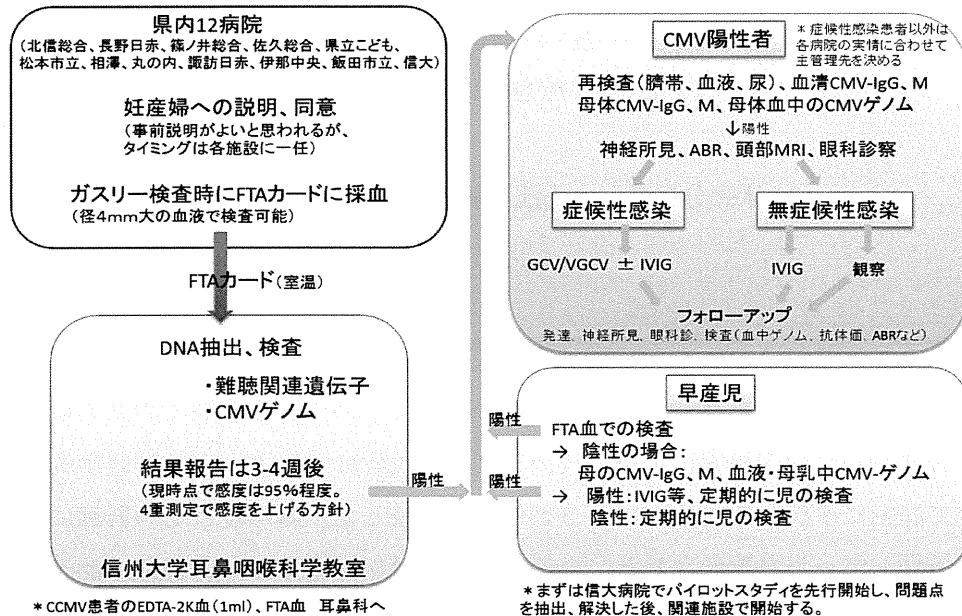 県内12病院
(北信総合、長野日赤、篠ノ井総合、佐久総合、県立こども、
松本市立、相澤、丸の内、諏訪日赤、伊那中央、飯田市立、信大)
妊産婦への説明、同意
(事前説明がよいと思われるが、
タイミングは各施設に一任)
ガスリー検査時にFTAカードに採血
(径4mm大の血液で検査可能)
FTAカード(室温)
DNA抽出、検査
・難聴関連遺伝子
・CMVゲノム
結果報告は3-4週後
(現時点で感度は95%程度。
4重測定で感度を上げる方針)
信州大学耳鼻咽喉科学教室
*CCMV患者のEDTA-2K血(1ml)、FTA血 耳鼻科へ
陽性
CMV陽性者
*症候性感染患者以外は
各病院の実情に合わせて
主管理先を決める
再検査(臍帯、血液、尿)、血清CMV-IgG、M
母体CMV-IgG、M、母体血中のCMVゲノム
↓陽性
神経所見、ABR、頭部MRI、眼科診察
症候性感染
無症候性感染
GCV/VGCV ± IVIG
IVIG
観察
フォローアップ
発達、神経所見、眼科診、検査(血中ゲノム、抗体価、ABRなど)
早産児
陽性
FTA血での検査
→ 陰性の場合:
母のCMV-IgG、M、血液・母乳中CMV-ゲノム
陽性
→ 陽性:IVIG等、定期的に児の検査
陰性:定期的に児の検査
*まずは信大病院でパイロットスタディを先行開始し、問題点
を抽出、解決した後、関連施設で開始する。